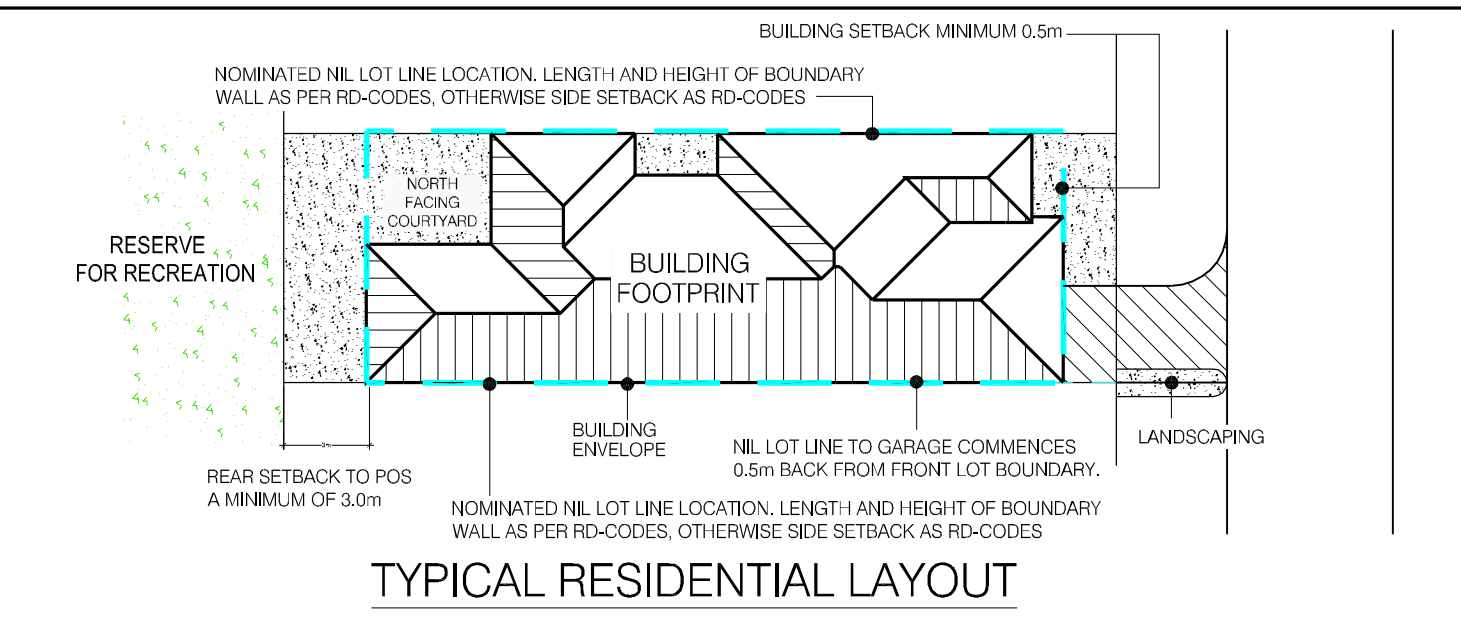 BUILDING SETBACK MINIMUM 0.5m
NOMINATED NIL LOT LINE LOCATION. LENGTH AND HEIGHT OF BOUNDARY
WALL AS PER RD-CODES, OTHERWISE SIDE SETBACK AS RD-CODES
NORTH
FACING
COURTYARD
RESERVE
FOR RECREATION
BUILDING
FOOTPRINT
3m
BUILDING
ENVELOPE
NIL LOT LINE TO GARAGE COMMENCES
0.5m BACK FROM FRONT LOT BOUNDARY.
LANDSCAPING
REAR SETBACK TO POS
A MINIMUM OF 3.0m
NOMINATED NIL LOT LINE LOCATION. LENGTH AND HEIGHT OF BOUNDARY
WALL AS PER RD-CODES, OTHERWISE SIDE SETBACK AS RD-CODES
TYPICAL RESIDENTIAL LAYOUT